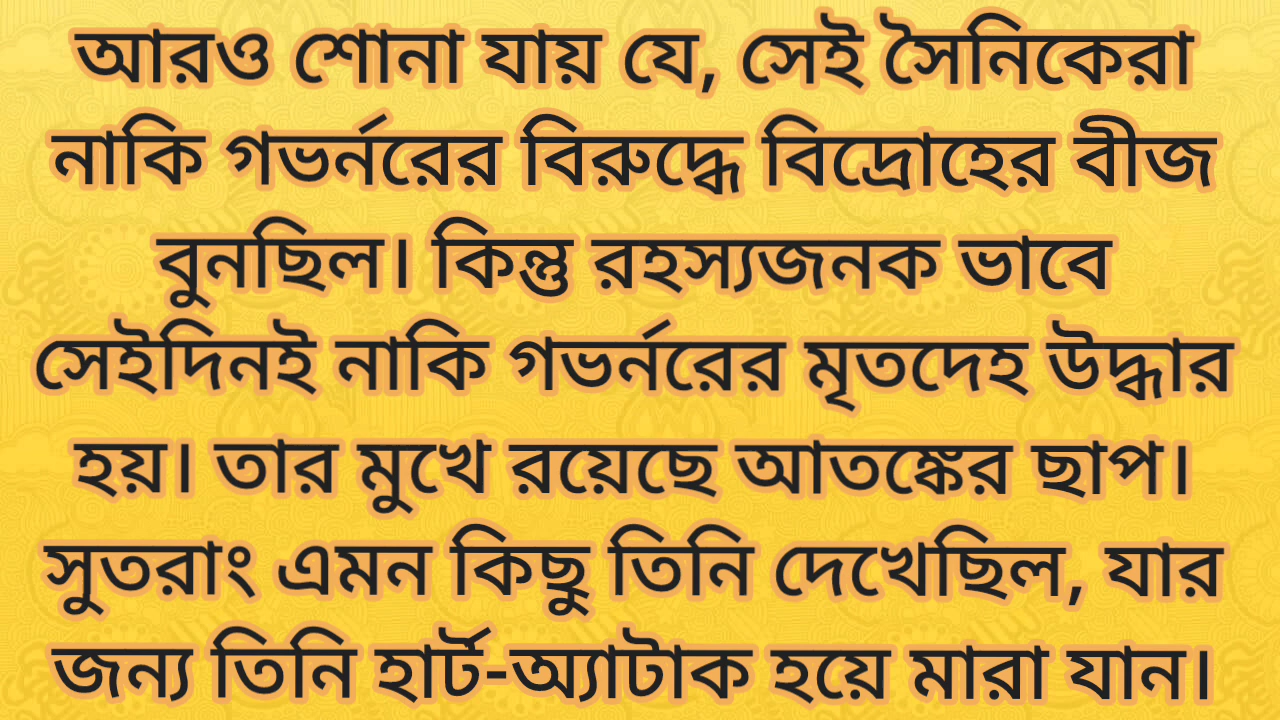 আরও শোনা যায় যে, সেই সৈনিকেরা
নাকি গভর্নরের বিরুদ্ধে বিদ্রোহের বীজ
বুনছিল। কিন্তু রহস্যজনক ভাবে
সেইদিনই নাকি গভর্নরের মৃতদেহ উদ্ধার
হয়। তার মুখে রয়েছে আতঙ্কের ছাপ।
সুতরাং এমন কিছু তিনি দেখেছিল, যার
জন্য তিনি হার্ট-অ্যাটাক হয়ে মারা যান।